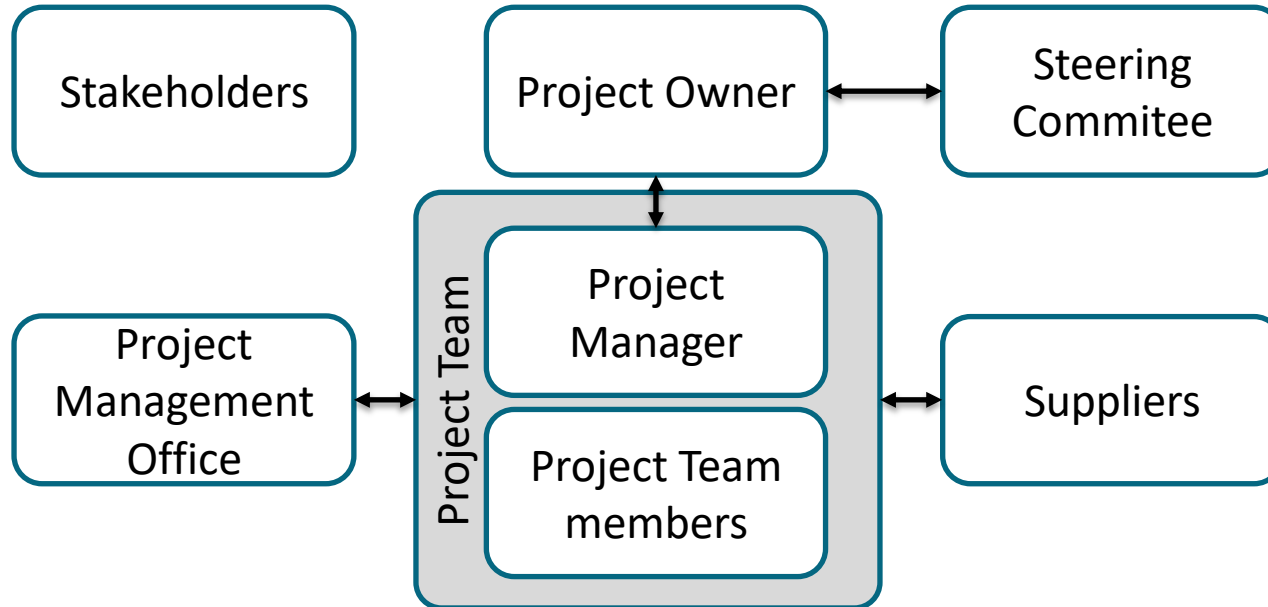 Stakeholders
Project Owner
Steering
Commitee
Project Team
Project
Manager
Project
Management
Office
Suppliers
Project Team
members